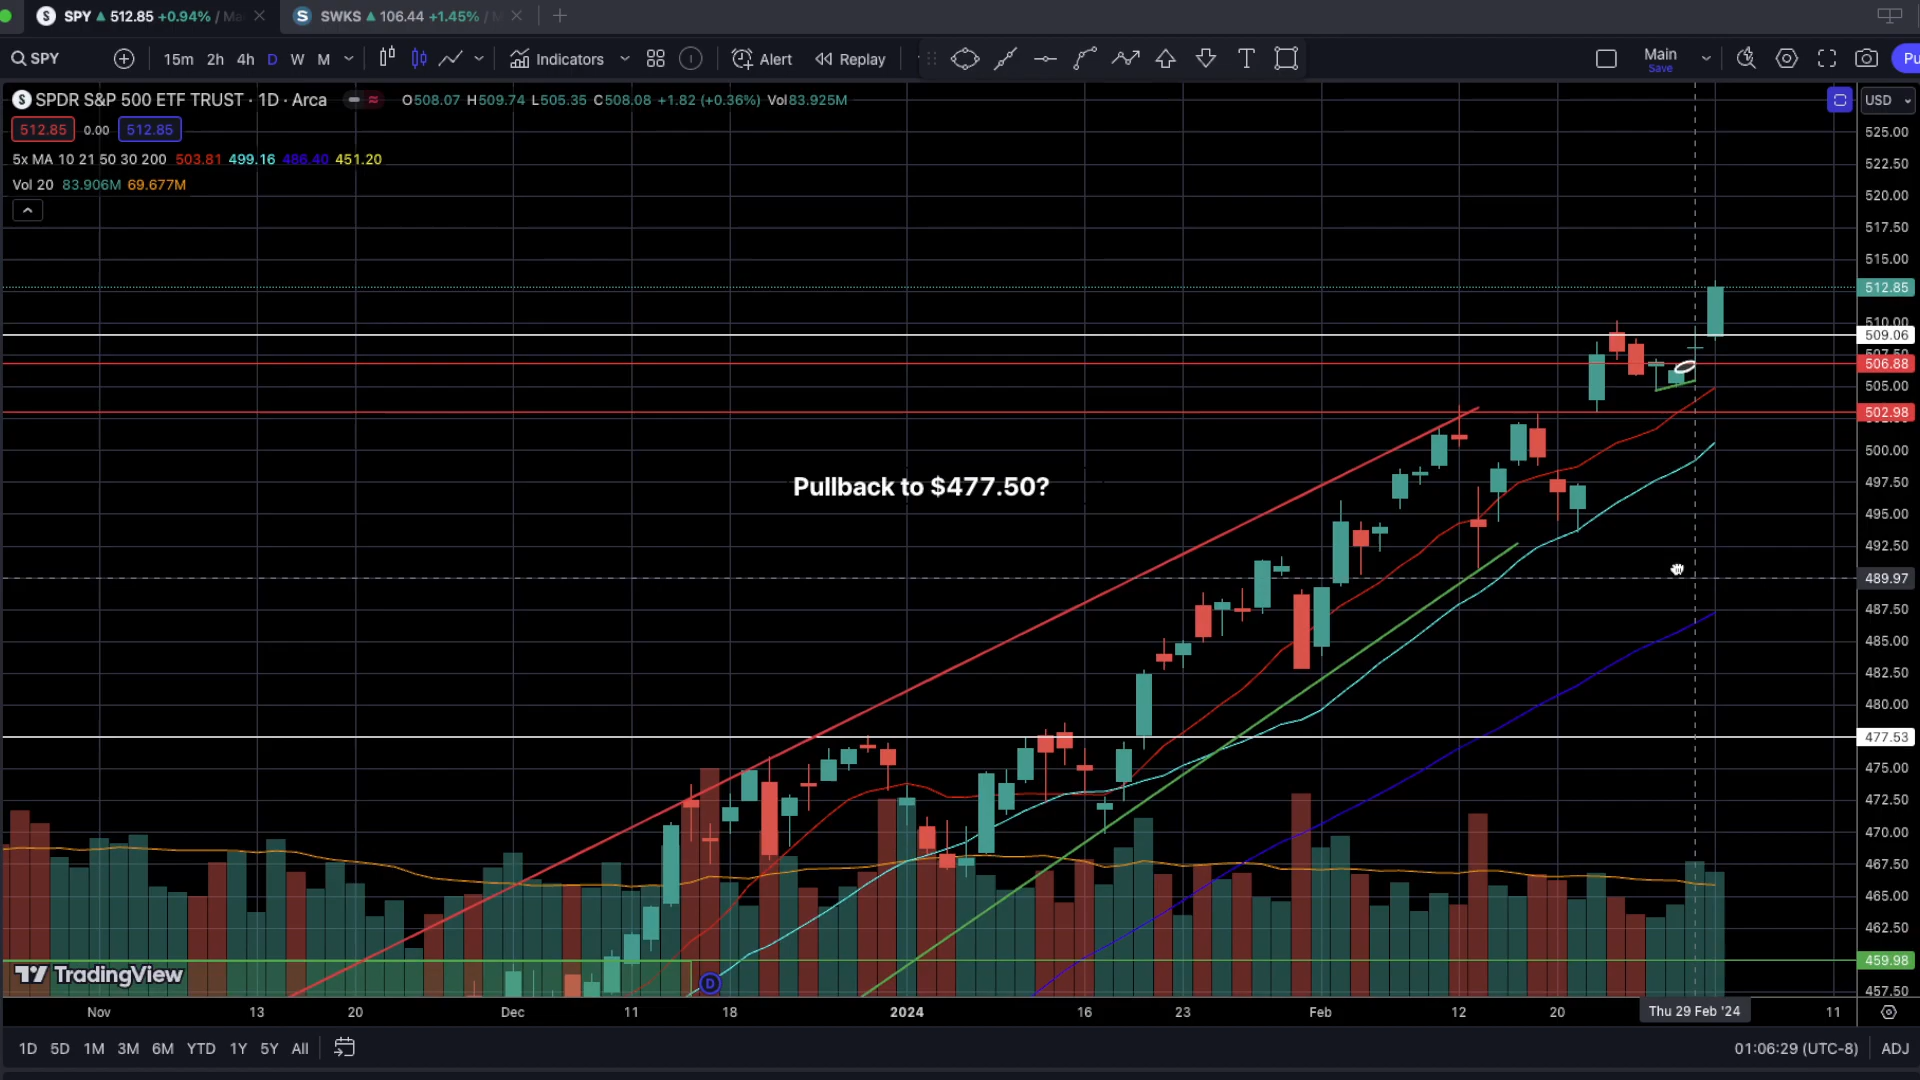 SPY 512.85 +0.94% / Ma
SWKS 106.44 +1.45% / M
SPY 15m 2h 4h D W M Indicators Alert Replay T Main Save Pu
SPDR S&P 500 ETF TRUST · 1D · Arca O508.07 H509.74 L505.35 C508.08 +1.82 (+0.36%) Vol83.925M
USD
512.85 0.00 512.85
5x MA 10 21 50 30 200 503.81 499.16 486.40 451.20
Vol 20 83.906M 69.677M
525.00
522.50
520.00
517.50
515.00
512.85
510.00
509.06
507.50
506.88
505.00
502.98
500.00
497.50
Pullback to $477.50?
495.00
492.50
489.97
487.50
485.00
482.50
480.00
477.53
475.00
472.50
470.00
467.50
465.00
462.50
459.98
457.50
TradingView
D
Nov 13 20 Dec 11 18 2024 16 23 Feb 12 20 Thu 29 Feb '24 11
1D 5D 1M 3M 6M YTD 1Y 5Y All 01:06:29 (UTC-8) ADJ